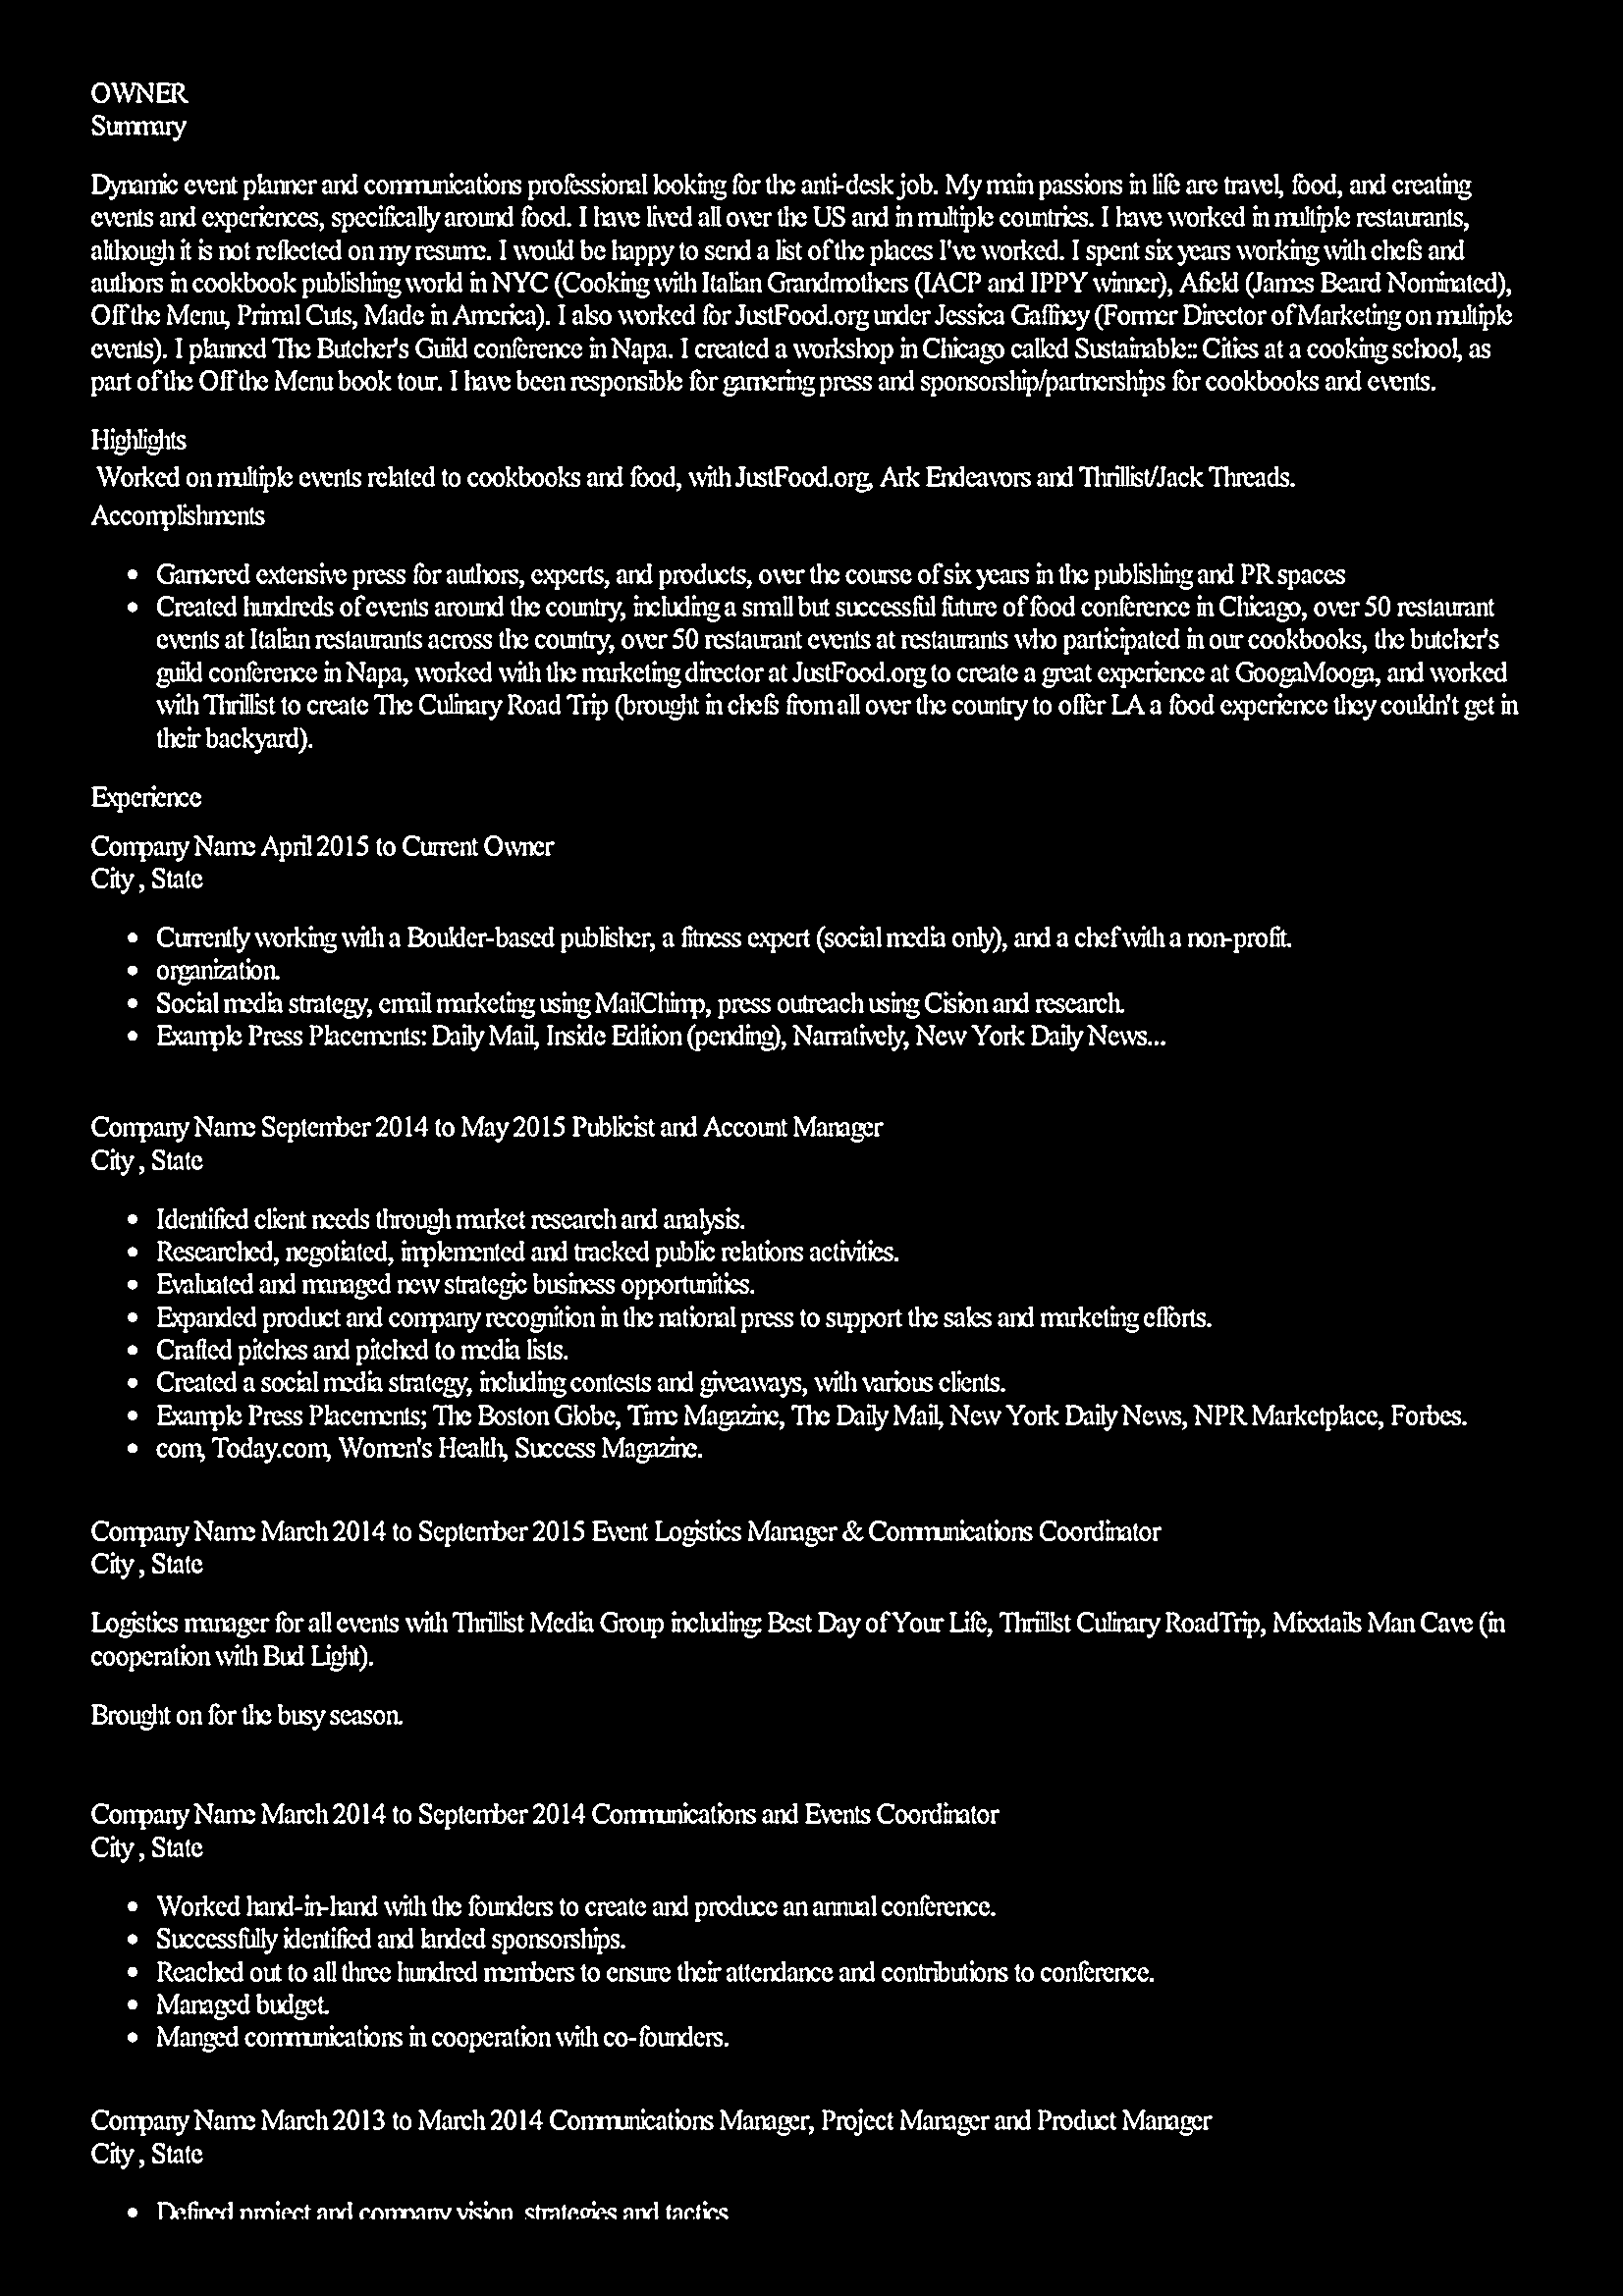 OWNER
Summary
Dynamic event planner and communications professional looking for the anti-desk job. My main passions in life are travel, food, and creating
events and experiences, specifically around food. I have lived all over the US and in multiple countries. I have worked in multiple restaurants,
although it is not reflected on my resume. I would be happy to send a list of the places I've worked. I spent six years working with chefs and
authors in cookbook publishing world in NYC (Cooking with Italian Grandmothers (IACP and IPPY winner), Afield (James Beard Nominated),
Off the Menu, Primal Cuts, Made in America). I also worked for JustFood.org under Jessica Gaffney (Former Director of Marketing on multiple
events). I planned The Butcher's Guild conference in Napa. I created a workshop in Chicago called Sustainable:: Cities at a cooking school, as
part of the Off the Menu book tour. I have been responsible for garnering press and sponsorship/partnerships for cookbooks and events.
Highlights
Worked on multiple events related to cookbooks and food, with JustFood.org, Ark Endeavors and Thrillist/Jack Threads.
Accomplishments
• Garnered extensive press for authors, experts, and products, over the course of six years in the publishing and PR spaces
• Created hundreds of events around the country, including a small but successful future of food conference in Chicago, over 50 restaurant
events at Italian restaurants across the country, over 50 restaurant events at restaurants who participated in our cookbooks, the butcher's
guild conference in Napa, worked with the marketing director at JustFood.org to create a great experience at GoogaMooga, and worked
with Thrillist to create The Culinary Road Trip (brought in chefs from all over the country to offer LA a food experience they couldn't get in
their backyard).
Experience
Company Name April 2015 to Current Owner
City , State
• Currently working with a Boulder-based publisher, a fitness expert (social media only), and a chef with a non-profit.
• organization.
• Social media strategy, email marketing using MailChimp, press outreach using Cision and research.
• Example Press Placements: Daily Mail, Inside Edition (pending), Narratively, New York Daily News...
Company Name September 2014 to May 2015 Publicist and Account Manager
City , State
• Identified client needs through market research and analysis.
• Researched, negotiated, implemented and tracked public relations activities.
• Evaluated and managed new strategic business opportunities.
• Expanded product and company recognition in the national press to support the sales and marketing efforts.
• Crafted pitches and pitched to media lists.
• Created a social media strategy, including contests and giveaways, with various clients.
• Example Press Placements; The Boston Globe, Time Magazine, The Daily Mail, New York Daily News, NPR Marketplace, Forbes.
• com, Today.com, Women's Health, Success Magazine.
Company Name March 2014 to September 2015 Event Logistics Manager & Communications Coordinator
City , State
Logistics manager for all events with Thrillist Media Group including: Best Day of Your Life, Thriillst Culinary RoadTrip, Mixxtails Man Cave (in
cooperation with Bud Light).
Brought on for the busy season.
Company Name March 2014 to September 2014 Communications and Events Coordinator
City , State
• Worked hand-in-hand with the founders to create and produce an annual conference.
• Successfully identified and landed sponsorships.
• Reached out to all three hundred members to ensure their attendance and contributions to conference.
• Managed budget.
• Manged communications in cooperation with co-founders.
Company Name March 2013 to March 2014 Communications Manager, Project Manager and Product Manager
City , State
• Defined project and company vision, strategies and tactics